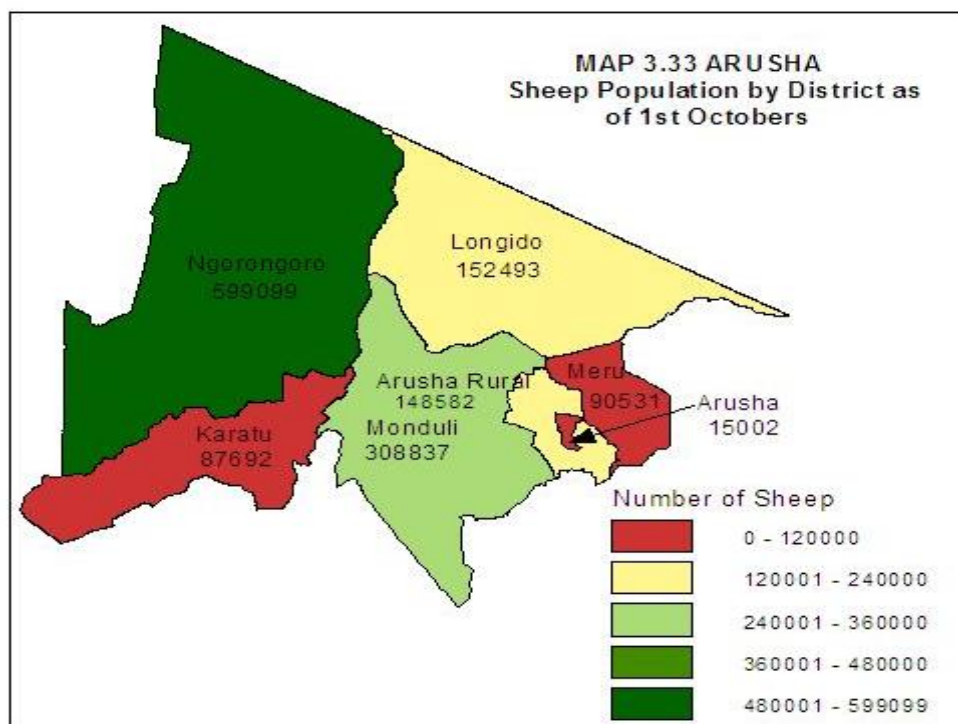 MAP 3.33 ARUSHA
Sheep Population by District as
of 1st Octobers
Longido
152493
Ngorongoro
599099
Arusha Rural
148582
Monduli
308837
Meru
90531
Arusha
15002
Karatu
87692
Number of Sheep
0 - 120000
120001 - 240000
240001 - 360000
360001 - 480000
480001 - 599099